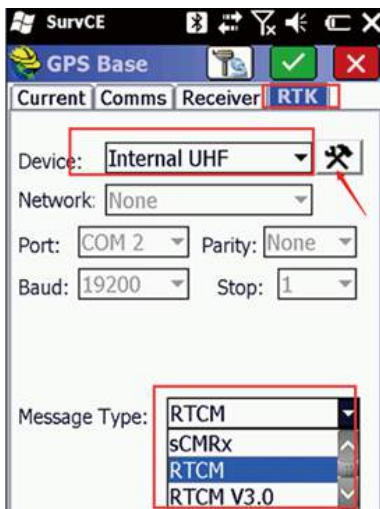 SurvCE
GPS Base
Current Comms Receiver RTK
Device: Internal UHF
Network: None
Port: COM 2 Parity: None
Baud: 19200 Stop: 1
Message Type: RTCM
sCMRx
RTCM
RTCM V3.0